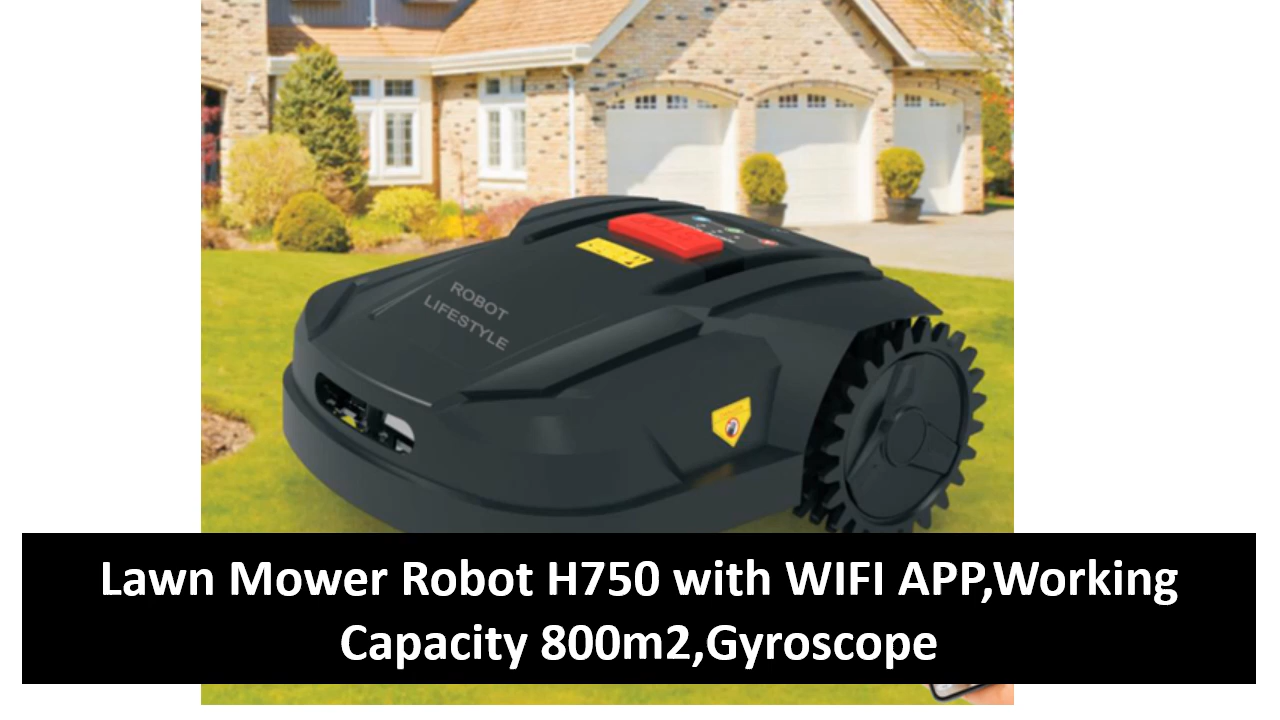 ROBOT
LIFESTYLE
Lawn Mower Robot H750 with WIFI APP,Working
Capacity 800m2,Gyroscope